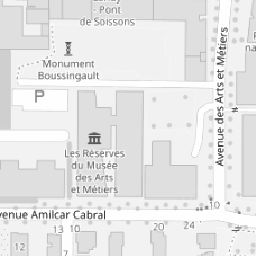 - Pont
de Soissons
Monument
Boussingault
P
Avenue des Arts et Métiers
Les Réserves
du Musée
des Arts
et Métiers
venue Amilcar Cabral
10
12
10
20
24